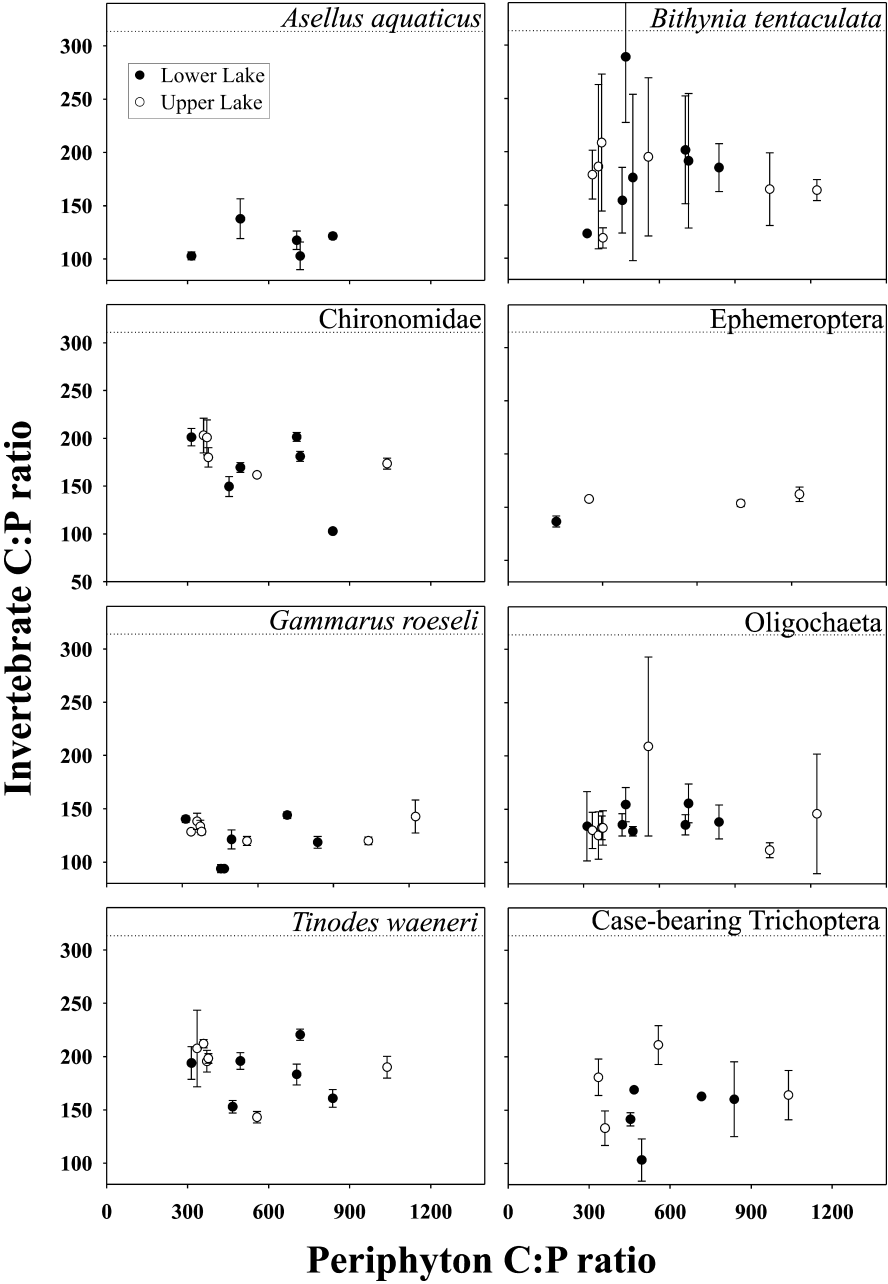 Asellus aquaticus
Bithynia tentaculata
300
250
200
150
100
Lower Lake
Upper Lake
Chironomidae
Ephemeroptera
300
250
200
150
100
50
Gammarus roeseli
Oligochaeta
300
250
200
150
100
Tinodes waeneri
Case-bearing Trichoptera
300
250
200
150
100
0 300 600 900 1200
0 300 600 900 1200
Invertebrate C:P ratio
Periphyton C:P ratio